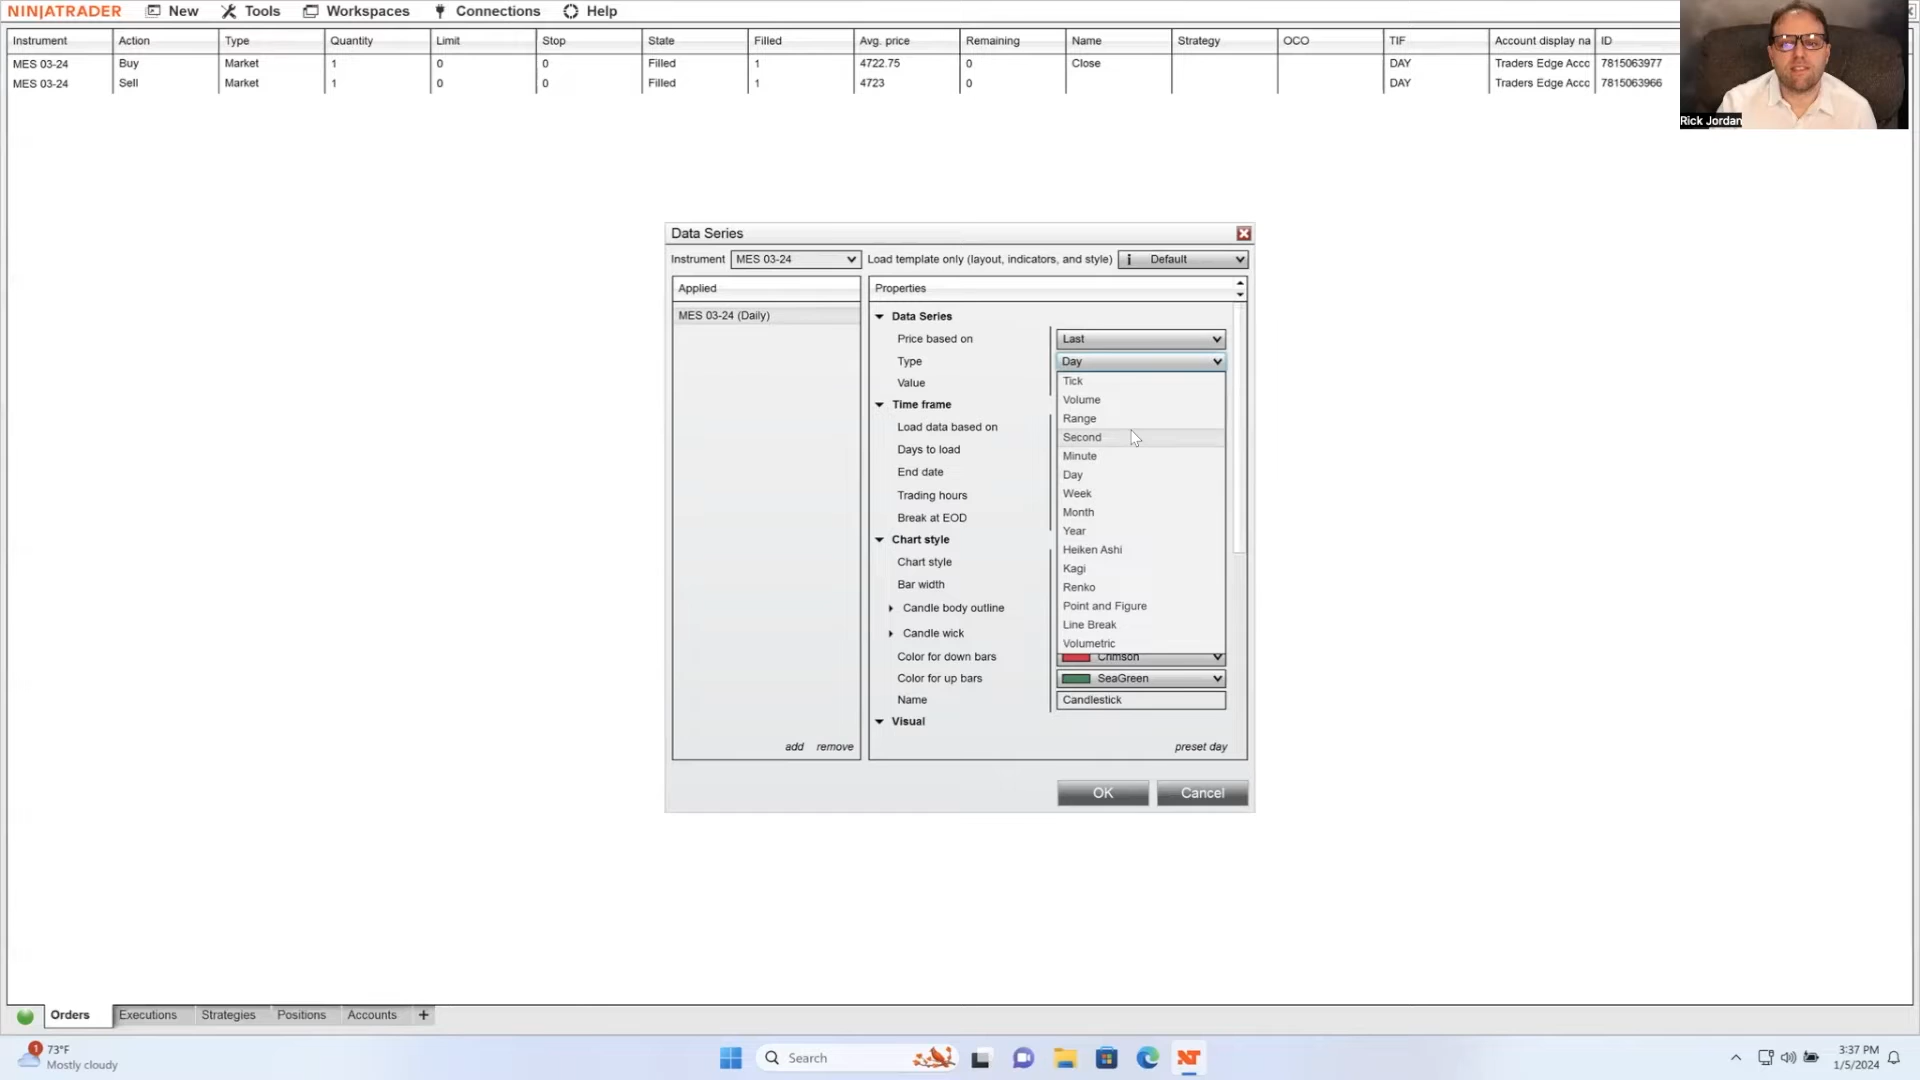 NINJATRADER New Tools Workspaces Connections Help
Instrument Action Type Quantity Limit Stop State Filled Avg. price Remaining Name Strategy OCO TIF Account display na ID
MES 03-24 Buy Market 1 0 0 Filled 1 4722.75 0 Close DAY Traders Edge Acco 7815063977
MES 03-24 Sell Market 1 0 0 Filled 1 4723 0 DAY Traders Edge Acco 7815063966
Rick Jordan
Data Series
Instrument MES 03-24 Load template only (layout, indicators, and style) Default
Applied
MES 03-24 (Daily)
add remove
Properties
Data Series
Price based on Last
Type Day
Value
Time frame
Load data based on
Days to load
End date
Trading hours
Break at EOD
Chart style
Chart style
Bar width
Candle body outline
Candle wick
Color for down bars Crimson
Color for up bars SeaGreen
Name Candlestick
Visual
Tick
Volume
Range
Second
Minute
Day
Week
Month
Year
Heiken Ashi
Kagi
Renko
Point and Figure
Line Break
Volumetric
preset day
OK Cancel
Orders Executions Strategies Positions Accounts +
1 73°F
Mostly cloudy
Search
3:37 PM
1/5/2024